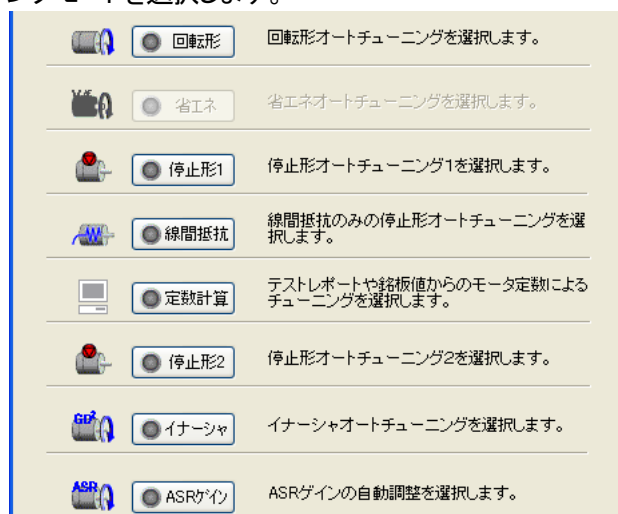 を選択します。
回転形 回転形オートチューニングを選択します。
省エネ 省エネオートチューニングを選択します。
停止形1 停止形オートチューニング1を選択します。
線間抵抗 線間抵抗のみの停止形オートチューニングを選
択します。
定数計算 テストレポートや銘板値からのモータ定数による
チューニングを選択します。
停止形2 停止形オートチューニング2を選択します。
GD² イナーシャ イナーシャオートチューニングを選択します。
ASR ASRゲイン ASRゲインの自動調整を選択します。